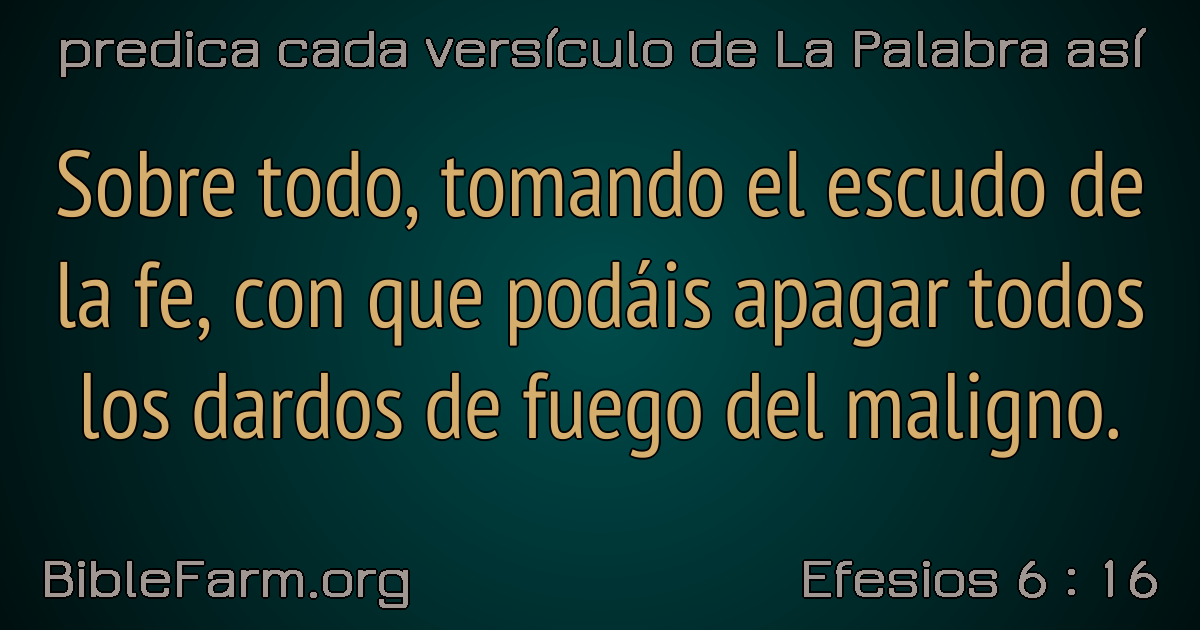 predica cada versículo de La Palabra así
Sobre todo, tomando el escudo de
la fe, con que podáis apagar todos
los dardos de fuego del maligno.
BibleFarm.org
Efesios 6 : 16